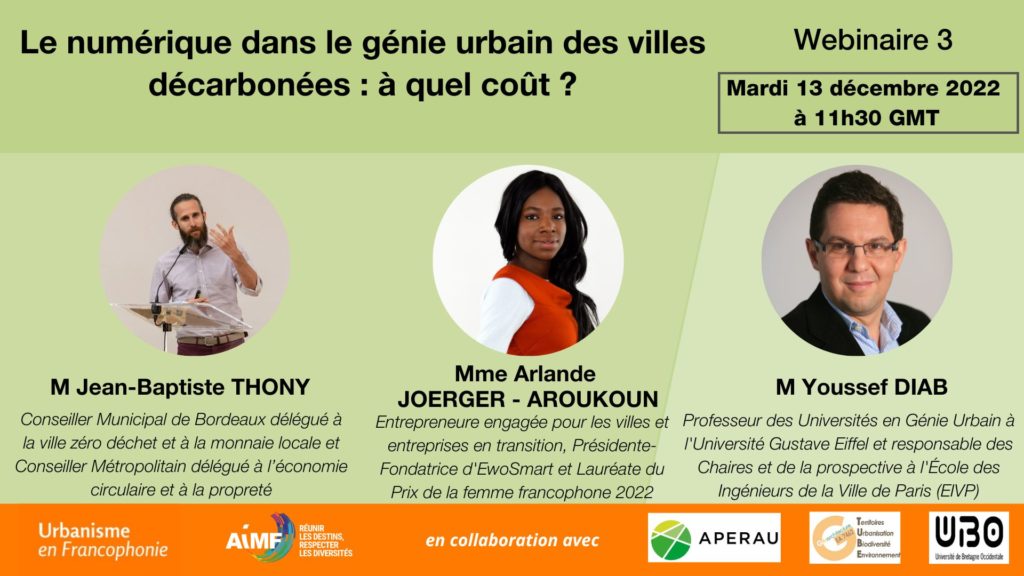 Le numérique dans le génie urbain des villes
décarbonées : à quel coût ?
Webinaire 3
Mardi 13 décembre 2022
à 11h30 GMT
M Jean-Baptiste THONY
Conseiller Municipal de Bordeaux délégué à
la ville zéro déchet et à la monnaie locale et
Conseiller Métropolitain délégué à l'économie
circulaire et à la propreté
Mme Arlande
JOERGER - AROUKOUN
Entrepreneure engagée pour les villes et
entreprises en transition, Présidente-
Fondatrice d'EwoSmart et Lauréate du
Prix de la femme francophone 2022
M Youssef DIAB
Professeur des Universités en Génie Urbain à
l'Université Gustave Eiffel et responsable des
Chaires et de la prospective à l'École des
Ingénieurs de la Ville de Paris (EIVP)
Urbanisme
en Francophonie
AIMF
RÉUNIR
LES DESTINS,
RESPECTER
LES DIVERSITÉS
en collaboration avec
APERAU
Territoires
Urbanisation
Biodiversité
Environnement
UBO
Université de Bretagne Occidentale